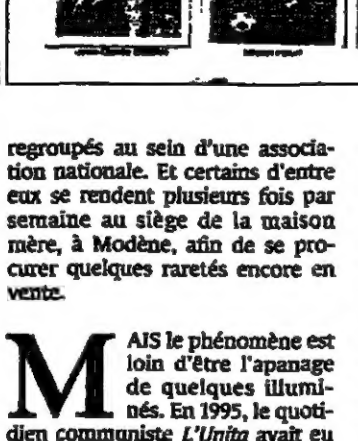 regroupés au sein d'une associa-
tion nationale. Et certains d'entre
eux se rendent plusieurs fois par
semaine au siège de la maison
mère, à Modène, afin de se pro-
curer quelques raretés encore en
vente.
MAIS le phénomène est
loin d'être l'apanage
de quelques illumi-
nés. En 1995, le quoti-
dien communiste L'Unita avait eu